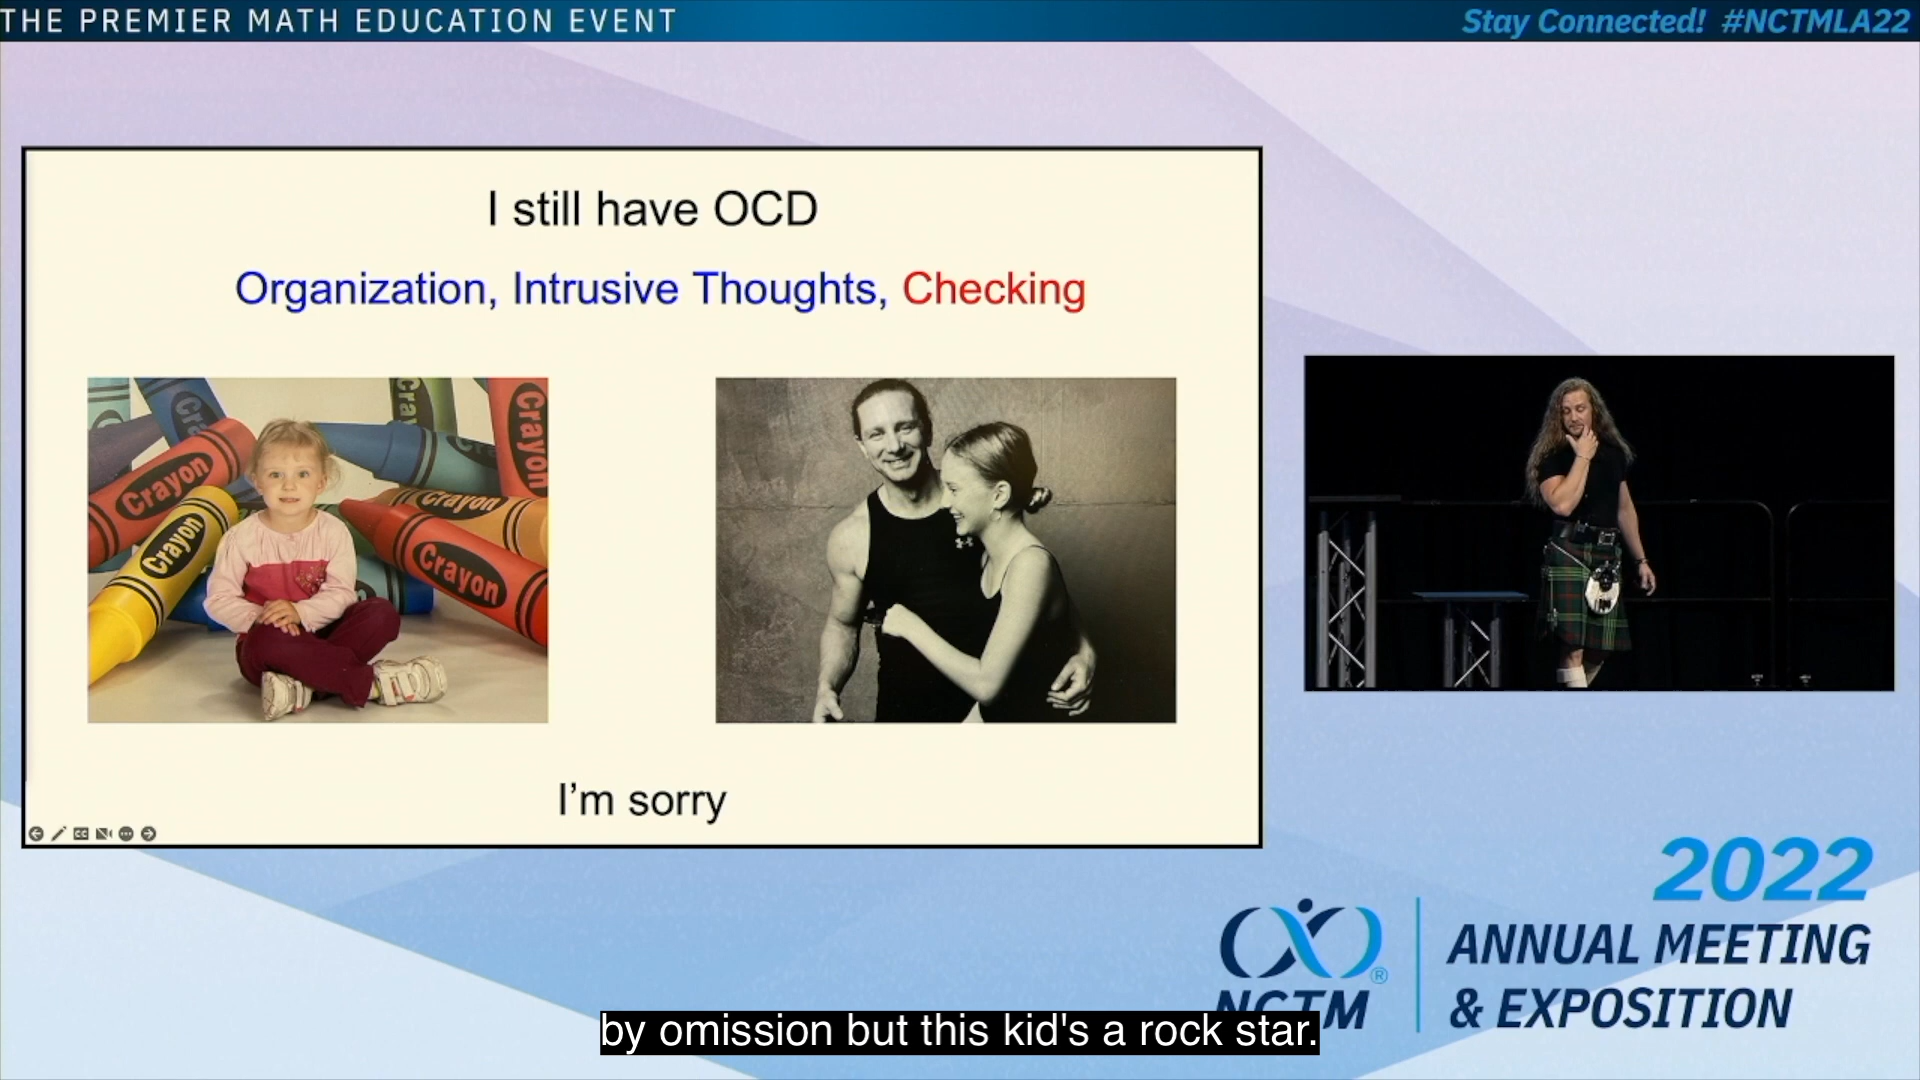 THE PREMIER MATH EDUCATION EVENT
Stay Connected! #NCTMLA22
I still have OCD
Organization, Intrusive Thoughts, Checking
Crayon
Crayon
Crayon
Crayon
Crayon
I'm sorry
2022
NCTM®
ANNUAL MEETING
& EXPOSITION
by omission but this kid's a rock star.